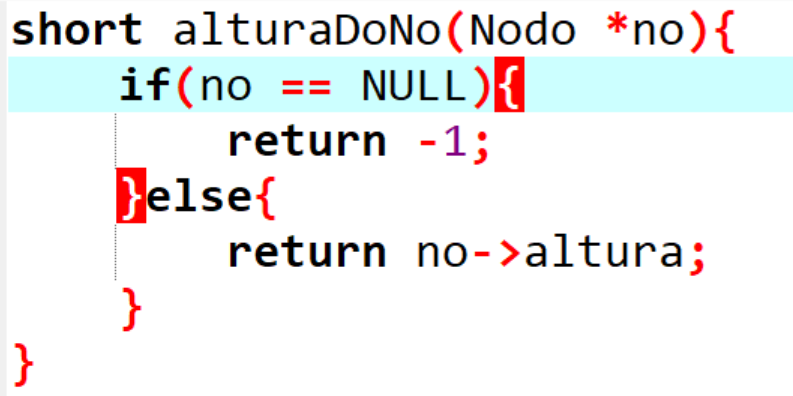 short alturaDoNo(Nodo *no){
    if(no == NULL){
        return -1;
    }else{
        return no->altura;
    }
}